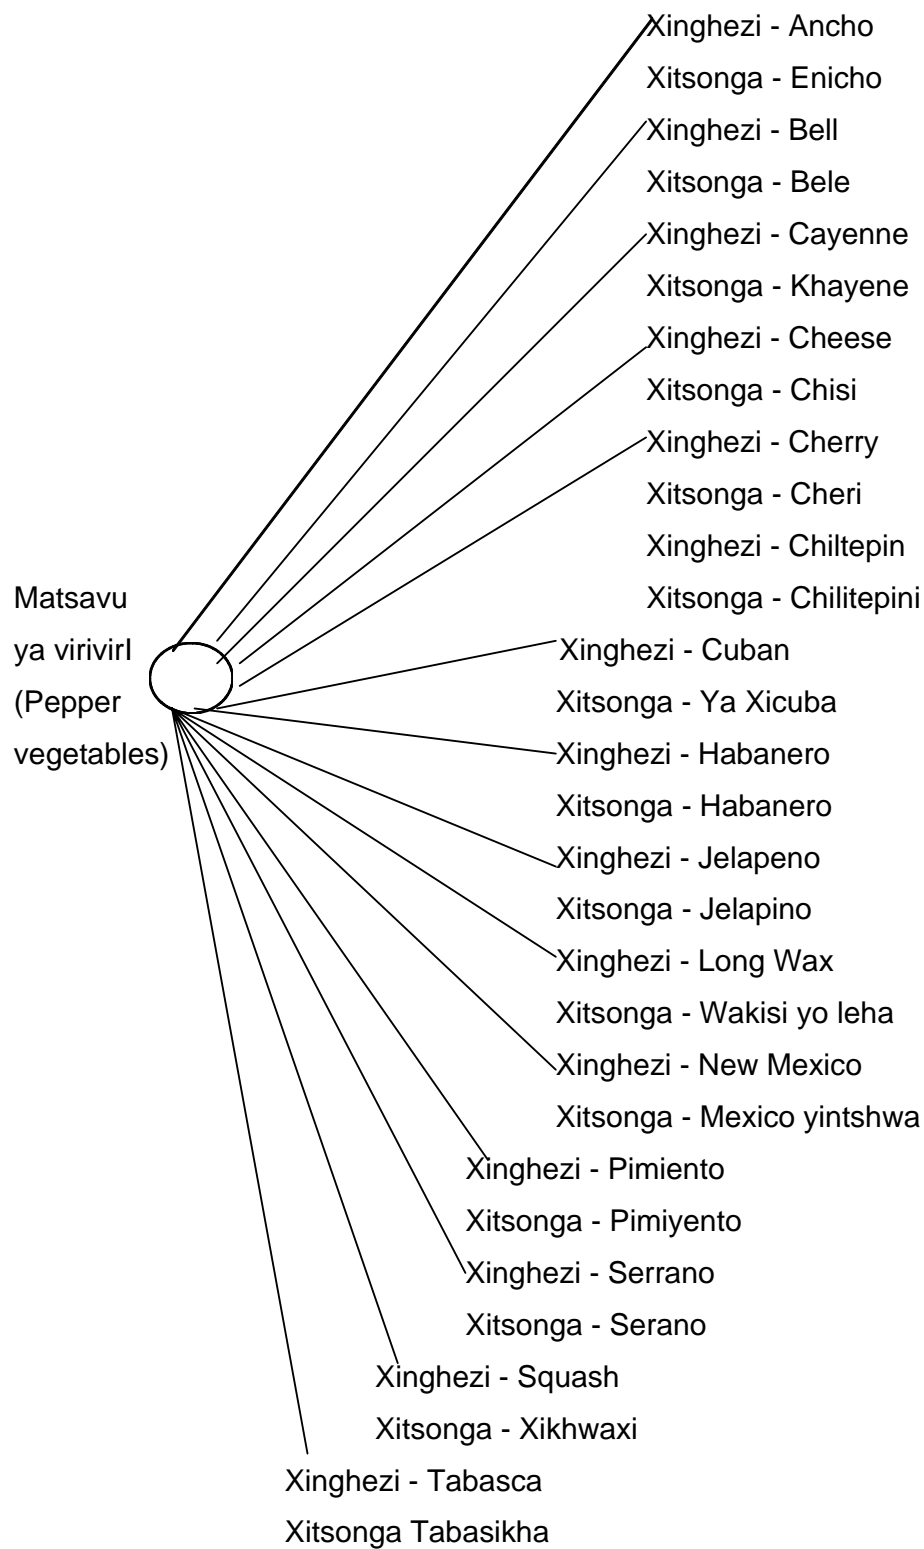 Xinghezi - Ancho
Xitsonga - Enicho
Xinghezi - Bell
Xitsonga - Bele
Xinghezi - Cayenne
Xitsonga - Khayene
Xinghezi - Cheese
Xitsonga - Chisi
Xinghezi - Cherry
Xitsonga - Cheri
Xinghezi - Chiltepin
Xitsonga - Chilitepini
Matsavu
ya virivirI
(Pepper
vegetables)
Xinghezi - Cuban
Xitsonga - Ya Xicuba
Xinghezi - Habanero
Xitsonga - Habanero
Xinghezi - Jelapeno
Xitsonga - Jelapino
Xinghezi - Long Wax
Xitsonga - Wakisi yo leha
Xinghezi - New Mexico
Xitsonga - Mexico yintshwa
Xinghezi - Pimiento
Xitsonga - Pimiyento
Xinghezi - Serrano
Xitsonga - Serano
Xinghezi - Squash
Xitsonga - Xikhwaxi
Xinghezi - Tabasca
Xitsonga Tabasikha